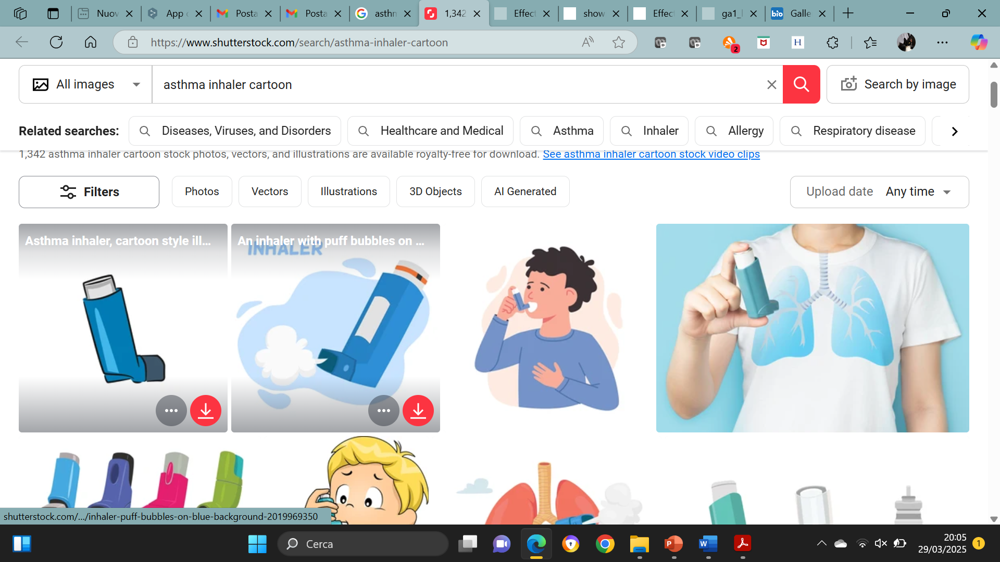 Nuov
App
Posta
Posta
asthn
1,342
Effect
show
Effec
ga1_l
bio
Galle
https://www.shutterstock.com/search/asthma-inhaler-cartoon
2
H
All images
asthma inhaler cartoon
Search by image
Related searches:
Diseases, Viruses, and Disorders
Healthcare and Medical
Asthma
Inhaler
Allergy
Respiratory disease
1,342 asthma inhaler cartoon stock photos, vectors, and illustrations are available royalty-free for download. See asthma inhaler cartoon stock video clips
Filters
Photos
Vectors
Illustrations
3D Objects
AI Generated
Upload date Any time
Asthma inhaler, cartoon style ill...
An inhaler with puff bubbles on ...
INHALER
shutterstock.com/.../inhaler-puff-bubbles-on-blue-background-2019969350
Cerca
20:05
29/03/2025
1